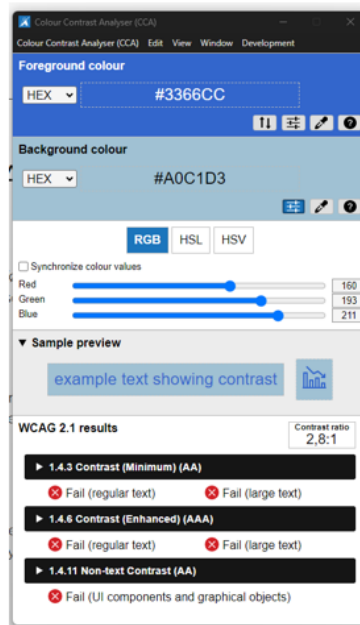 Colour Contrast Analyser (CCA)
Colour Contrast Analyser (CCA) Edit View Window Development
Foreground colour
HEX #3366CC
Background colour
HEX #A0C1D3
RGB HSL HSV
Synchronize colour values
Red 160
Green 193
Blue 211
▼ Sample preview
example text showing contrast
WCAG 2.1 results
Contrast ratio
2,8:1
▶ 1.4.3 Contrast (Minimum) (AA)
Fail (regular text) Fail (large text)
▶ 1.4.6 Contrast (Enhanced) (AAA)
Fail (regular text) Fail (large text)
▶ 1.4.11 Non-text Contrast (AA)
Fail (UI components and graphical objects)